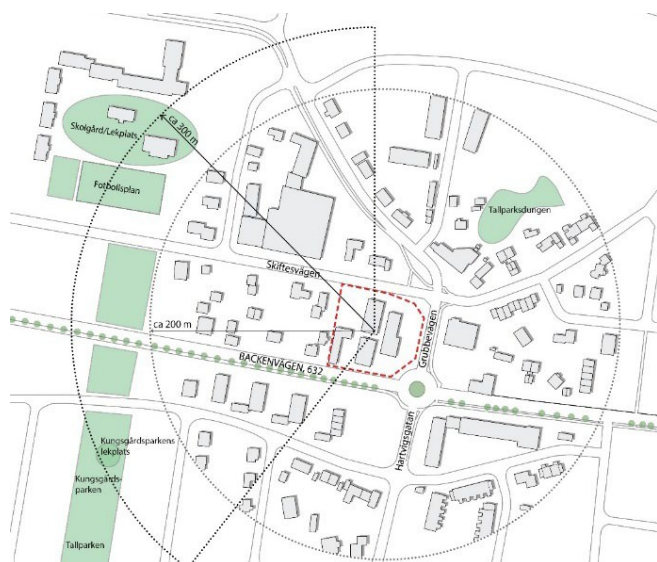 ca 300 m
Skolgård/Lekplats
Fotbollsplan
Tallparksdungen
Skiftesvägen
ca 200 m
Grubbevägen
BACKENVÄGEN, 632
Hartvigsgatan
Kungsgårdsparkens
lekplats
Kungsgårds-
parken
Tallparken